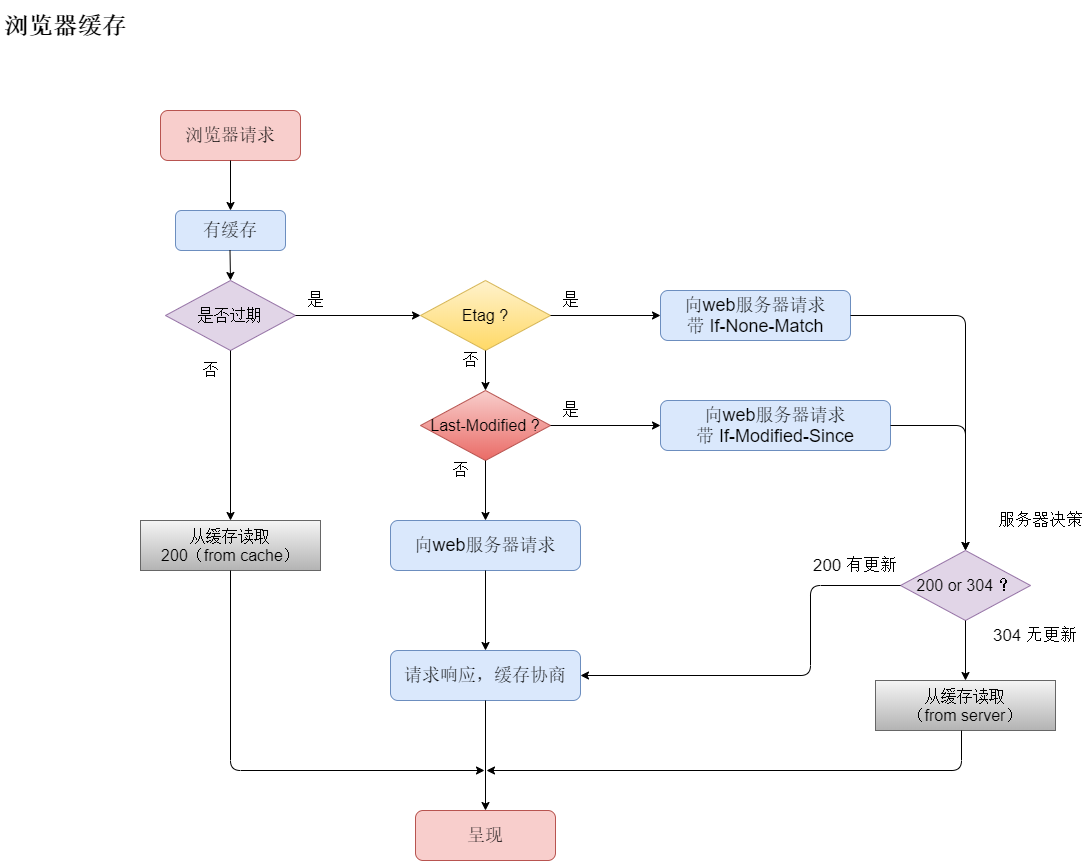 浏览器缓存
浏览器请求
有缓存
是否过期
是
否
Etag ?
是
否
向web服务器请求
带 If-None-Match
Last-Modified ?
是
否
向web服务器请求
带 If-Modified-Since
从缓存读取
200（from cache）
向web服务器请求
服务器决策
200 or 304 ？
200 有更新
304 无更新
请求响应，缓存协商
从缓存读取
（from server）
呈现